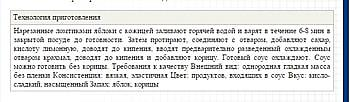 Технология приготовления
Нарезанные ломтиками яблоки с кожицей заливают горячей водой и варят в течение 6-8 мин в
закрытой посуде до готовности. Затем протирают, соединяют с отваром, добавляют сахар,
кислоту лимонную, доводят до кипения, вводят предварительно разведенный охлажденным
отваром крахмал, доводят до кипения и добавляют корицу. Готовый соус охлаждают. Соус
можно готовить без корицы. Требования к качеству Внешний вид: однородная гладкая масса
без пленки Консистенция: вязкая, эластичная Цвет: продуктов, входящих в соус Вкус: кисло-
сладкий, насыщенный Запах: яблок, корицы